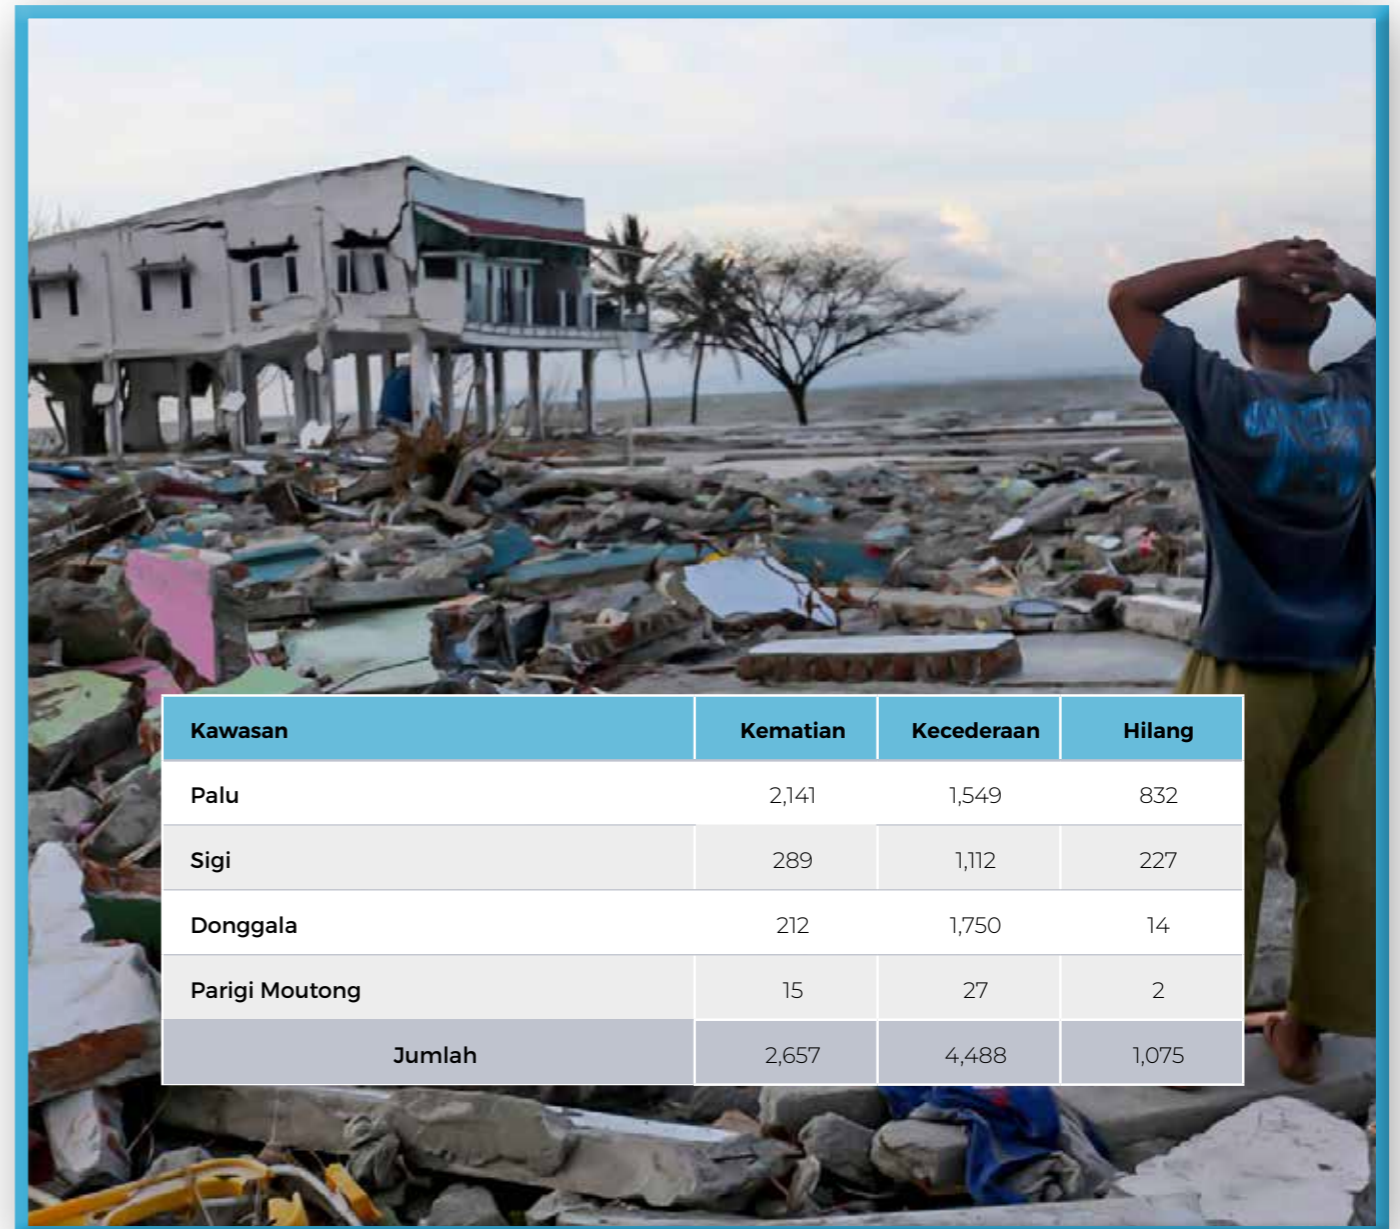 Kawasan Kematian Kecederaan Hilang
Palu 2,141 1,549 832
Sigi 289 1,112 227
Donggala 212 1,750 14
Parigi Moutong 15 27 2
Jumlah 2,657 4,488 1,075